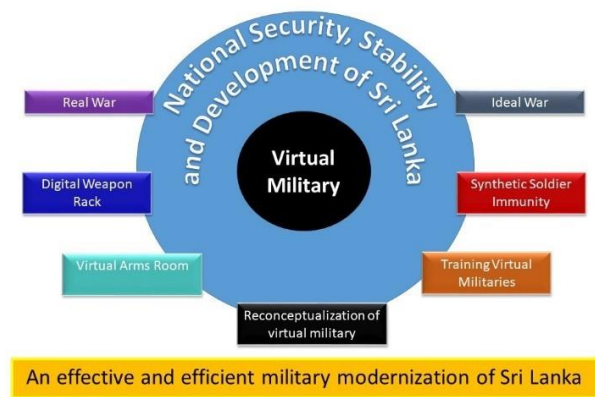 National Security, Stability
and Development of Sri Lanka
Real War
Ideal War
Virtual
Military
Digital Weapon
Rack
Synthetic Soldier
Immunity
Virtual Arms Room
Training Virtual
Militaries
Reconceptualization of
virtual military
An effective and efficient military modernization of Sri Lanka